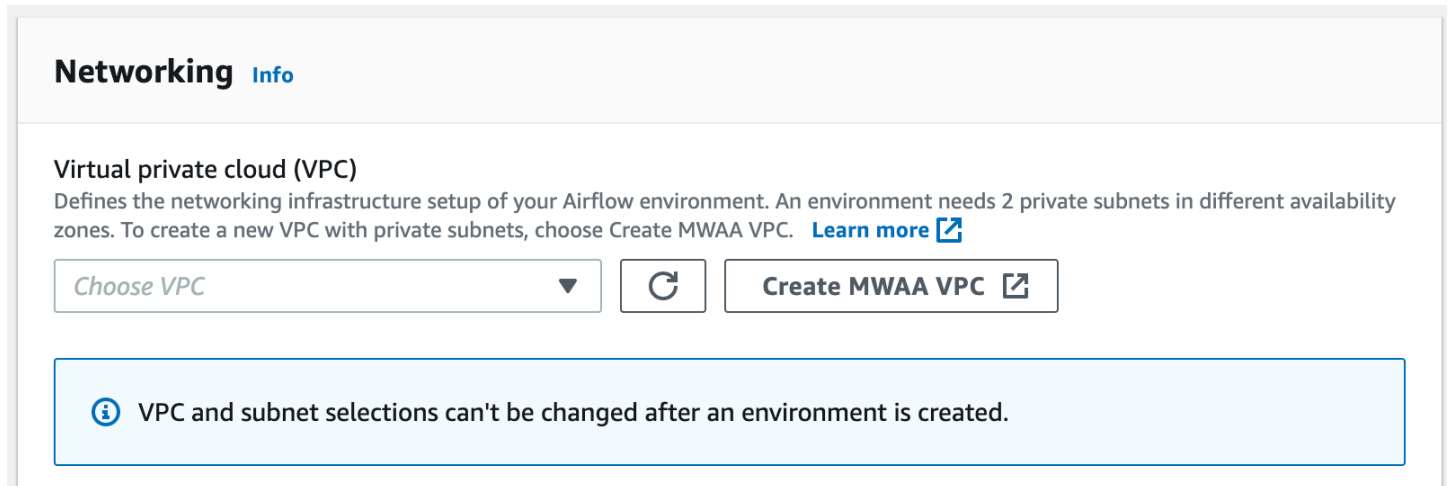 Networking Info
Virtual private cloud (VPC)
Defines the networking infrastructure setup of your Airflow environment. An environment needs 2 private subnets in different availability
zones. To create a new VPC with private subnets, choose Create MWAA VPC. Learn more
Choose VPC
Create MWAA VPC
VPC and subnet selections can't be changed after an environment is created.